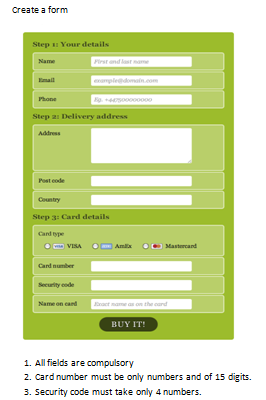 Create a form
Step 1: Your details
Name First and last name
Email example@domain.com
Phone Eg. +447500000000
Step 2: Delivery address
Address
Post code
Country
Step 3: Card details
Card type
VISA AmEx Mastercard
Card number
Security code
Name on card Exact name as on the card
BUY IT!
1. All fields are compulsory
2. Card number must be only numbers and of 15 digits.
3. Security code must take only 4 numbers.